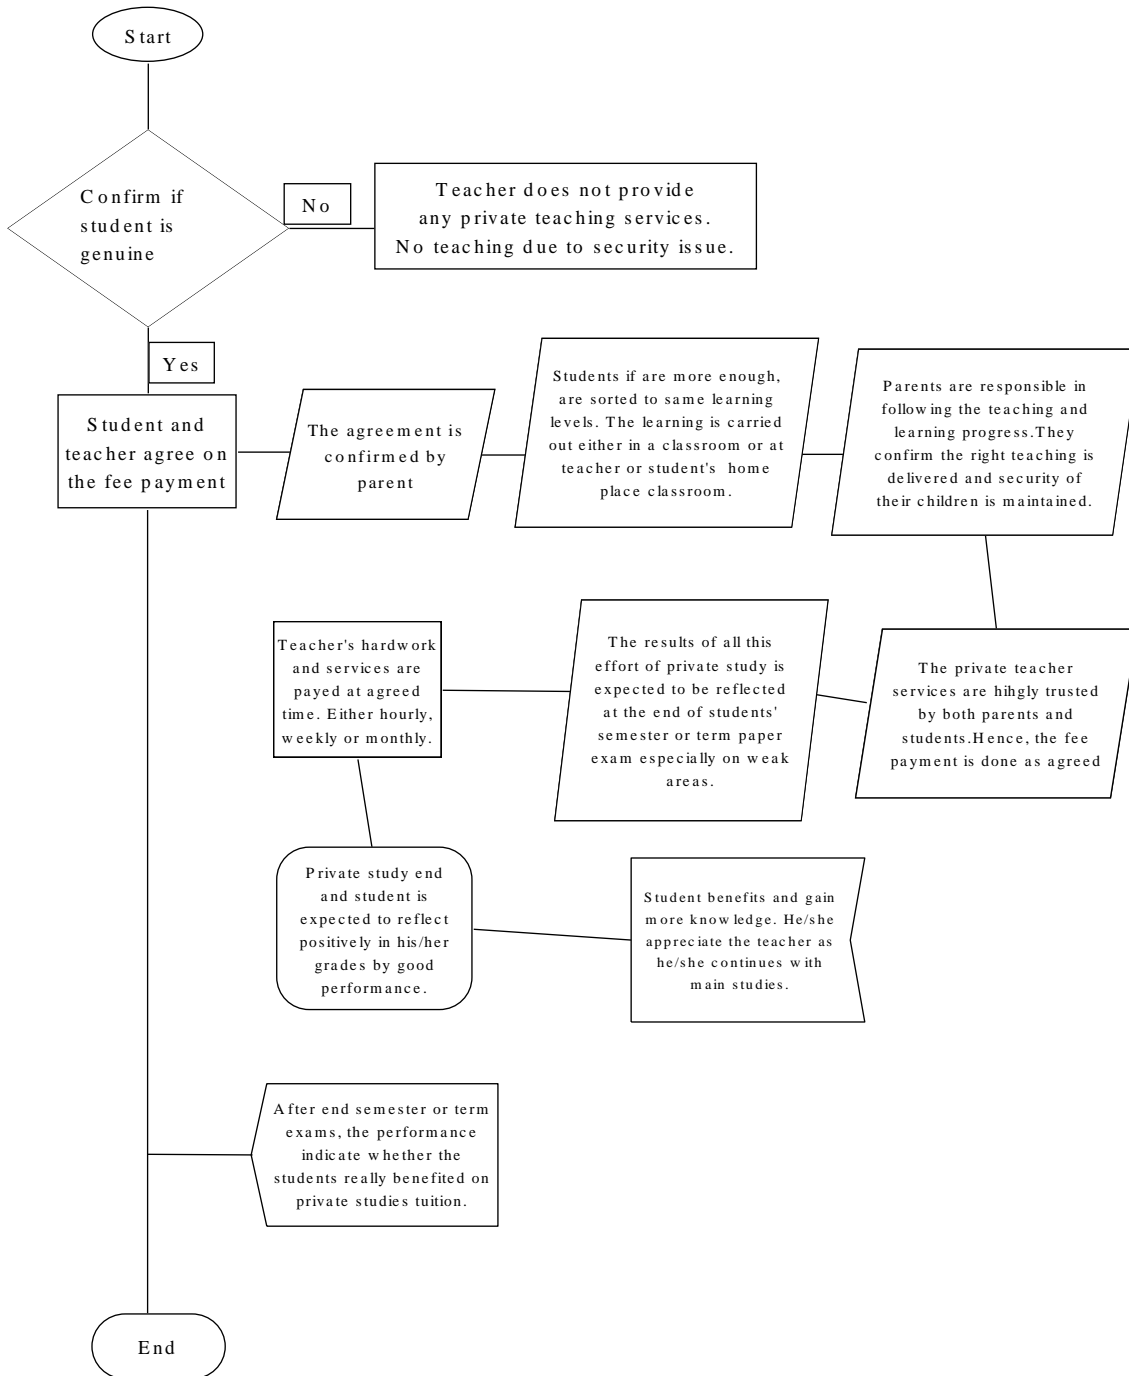 Start
Confirm if
student is
genuine
No
Teacher does not provide
any private teaching services.
No teaching due to security issue.
Yes
Student and
teacher agree on
the fee payment
The agreement is
confirmed by
parent
Students if are more enough,
are sorted to same learning
levels. The learning is carried
out either in a classroom or at
teacher or student's home
place classroom.
Parents are responsible in
following the teaching and
learning progress.They
confirm the right teaching is
delivered and security of
their children is maintained.
The private teacher
services are hihgly trusted
by both parents and
students.Hence, the fee
payment is done as agreed
The results of all this
effort of private study is
expected to be reflected
at the end of students'
semester or term paper
exam especially on weak
areas.
Teacher's hardwork
and services are
payed at agreed
time. Either hourly,
weekly or monthly.
Private study end
and student is
expected to reflect
positively in his/her
grades by good
performance.
Student benefits and gain
more knowledge. He/she
appreciate the teacher as
he/she continues with
main studies.
After end semester or term
exams, the performance
indicate whether the
students really benefited on
private studies tuition.
End